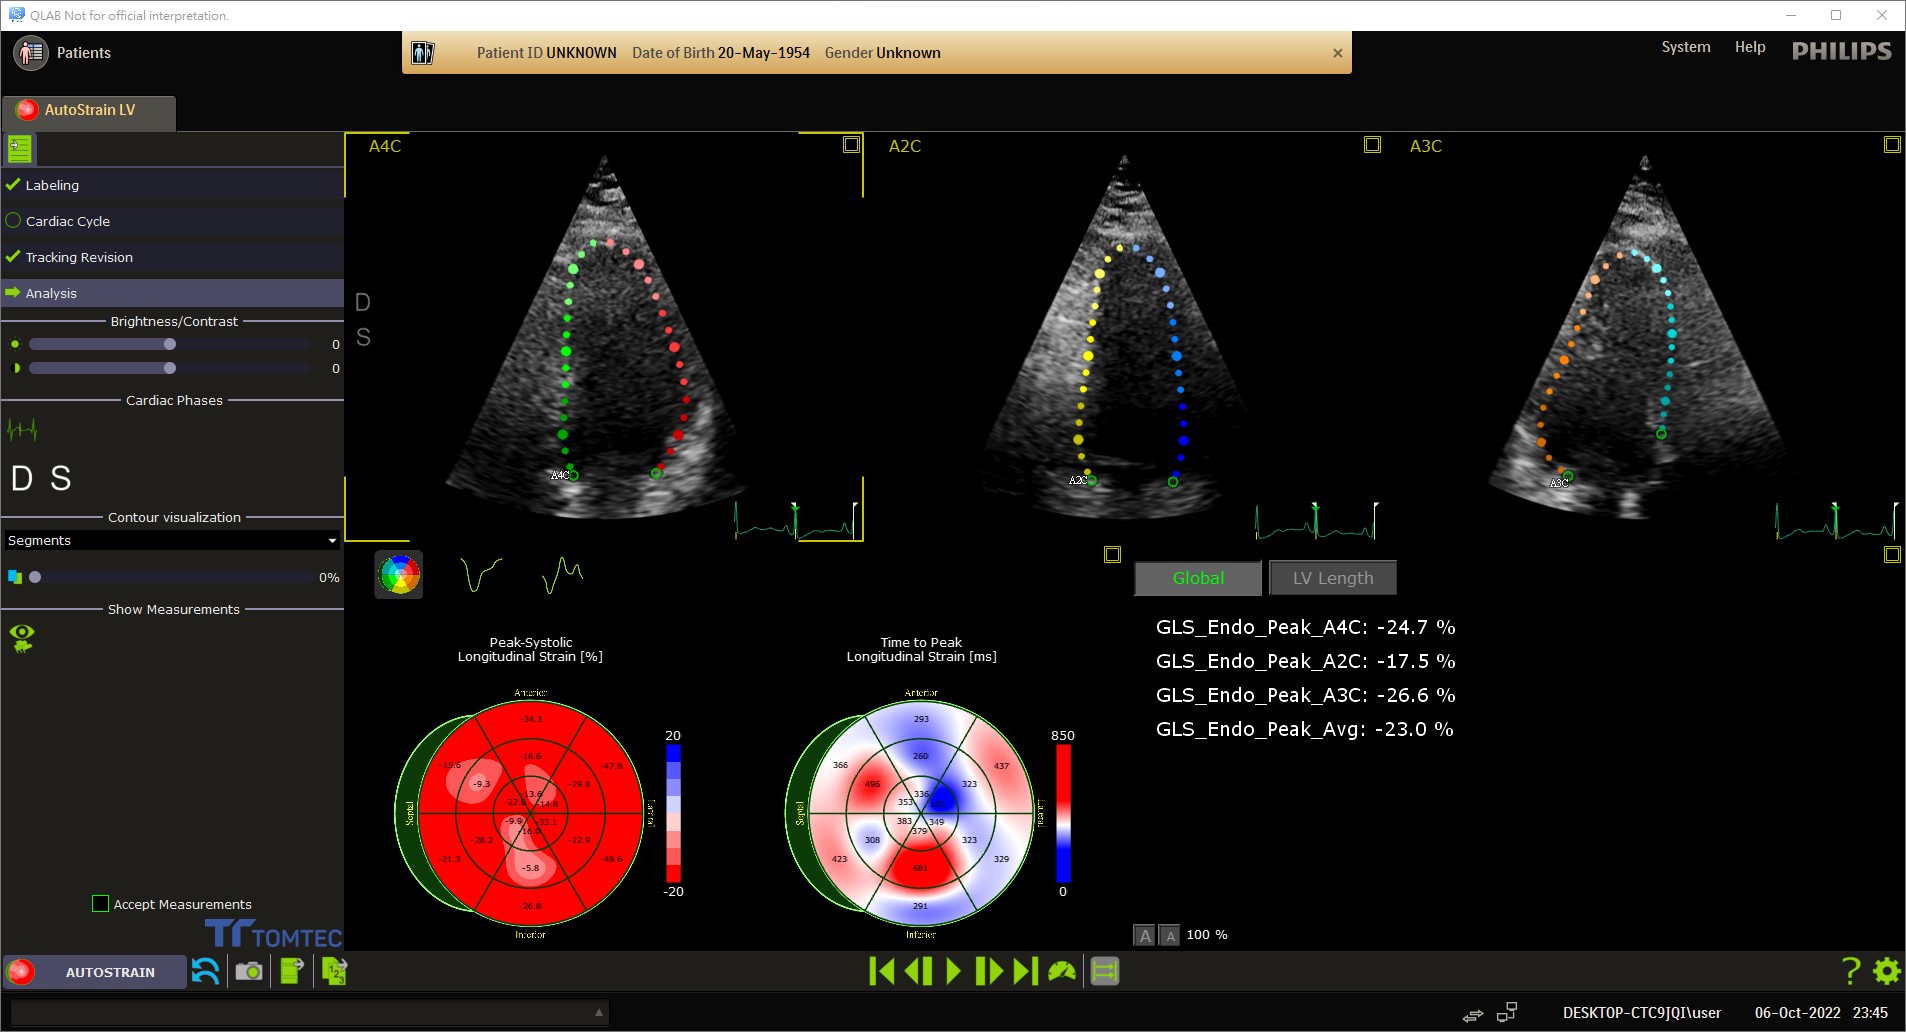 QLAB Not for official interpretation.
Patients
Patient ID UNKNOWN Date of Birth 20-May-1954 Gender Unknown
System Help PHILIPS
AutoStrain LV
Labeling
Cardiac Cycle
Tracking Revision
Analysis
Brightness/Contrast
0
0
Cardiac Phases
D S
Contour visualization
Segments
0%
Show Measurements
Accept Measurements
TOMTEC
A4C
D
S
A4C
A2C
A2C
A3C
A3C
Peak-Systolic
Longitudinal Strain [%]
Anterior
-34.3
-15.6 -16.6 -47.8
-9.3 -29.8
-13.6
-22.0 -14.8
Septal Lateral
-9.9 -33.1
-16.0
-28.2 -22.9
-21.3 -49.6
-5.8
-26.8
Inferior
20
-20
Time to Peak
Longitudinal Strain [ms]
Anterior
293
366 260 437
496 323
336
353
Septal Lateral
383 349
379
308 323
423 329
681
291
Inferior
850
0
Global LV Length
GLS_Endo_Peak_A4C: -24.7 %
GLS_Endo_Peak_A2C: -17.5 %
GLS_Endo_Peak_A3C: -26.6 %
GLS_Endo_Peak_Avg: -23.0 %
A A 100 %
AUTOSTRAIN
DESKTOP-CTC9JQI\user 06-Oct-2022 23:45